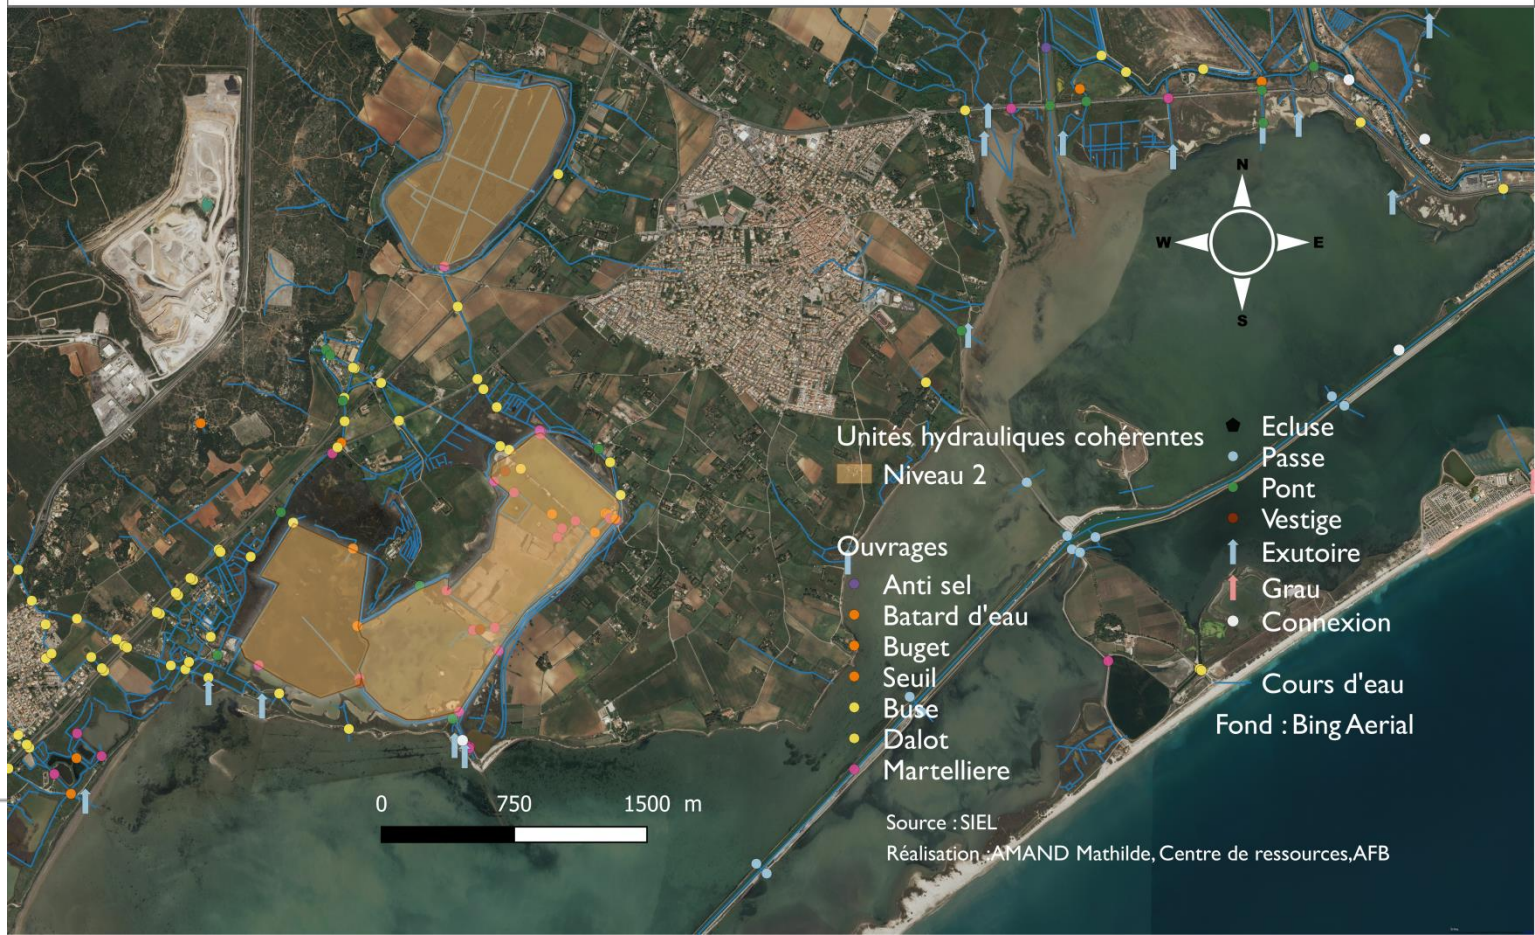 N
W
E
S
Unités hydrauliques cohérentes
Niveau 2
Ouvrages
Anti sel
Batard d'eau
Buget
Seuil
Buse
Dalot
Martelliere
Ecluse
Passe
Pont
Vestige
Exutoire
Grau
Connexion
Cours d'eau
Fond : Bing Aerial
0 750 1500 m
Source : SIEL
Réalisation :AMAND Mathilde, Centre de ressources,AFB